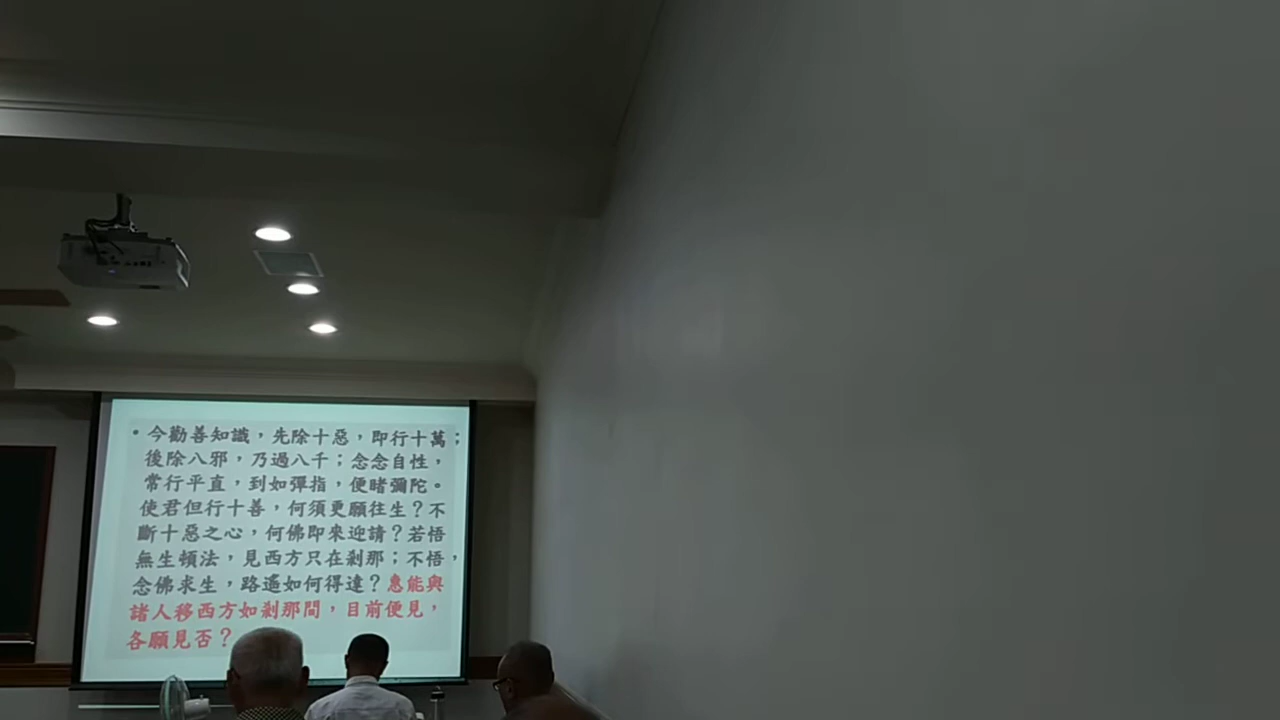 •今勸善知識，先除十惡，即行十萬；
後除八邪，乃過八千；念念自性，
常行平直，到如彈指，便睹彌陀。
使君但行十善，何須更願往生？不
斷十惡之心，何佛即來迎請？若悟
無生頓法，見西方只在剎那；不悟，
念佛求生，路遙如何得達？惠能與
諸人移西方如剎那間，目前便見，
各願見否？